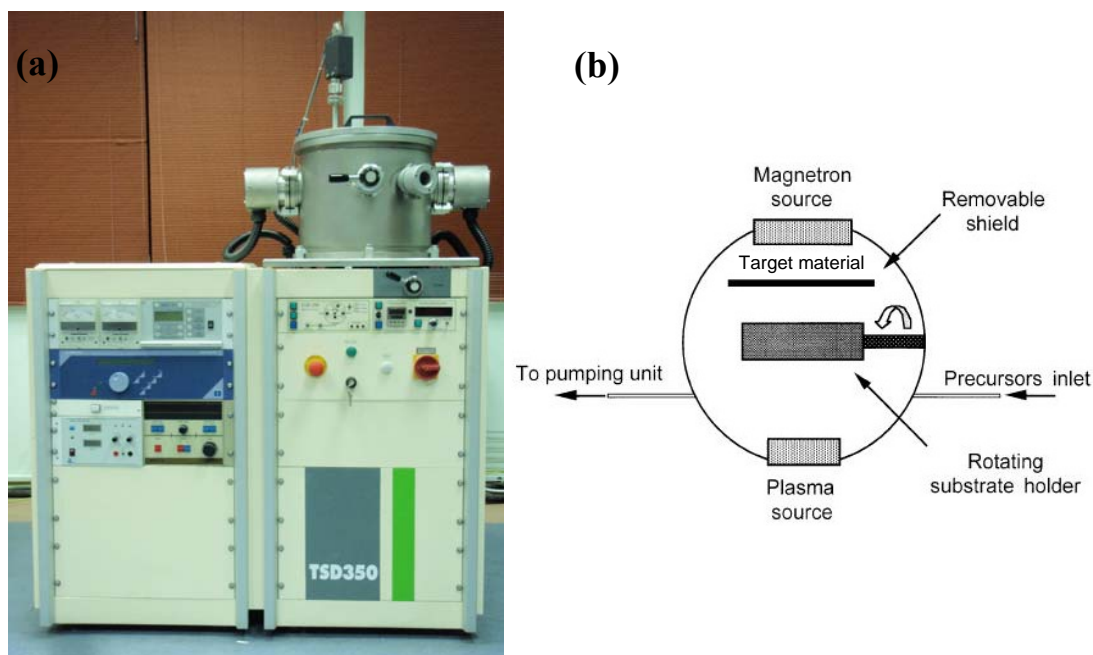 (a)
TSD350
(b)
Magnetron
source
Removable
shield
Target material
To pumping unit
Precursors inlet
Plasma
source
Rotating
substrate holder